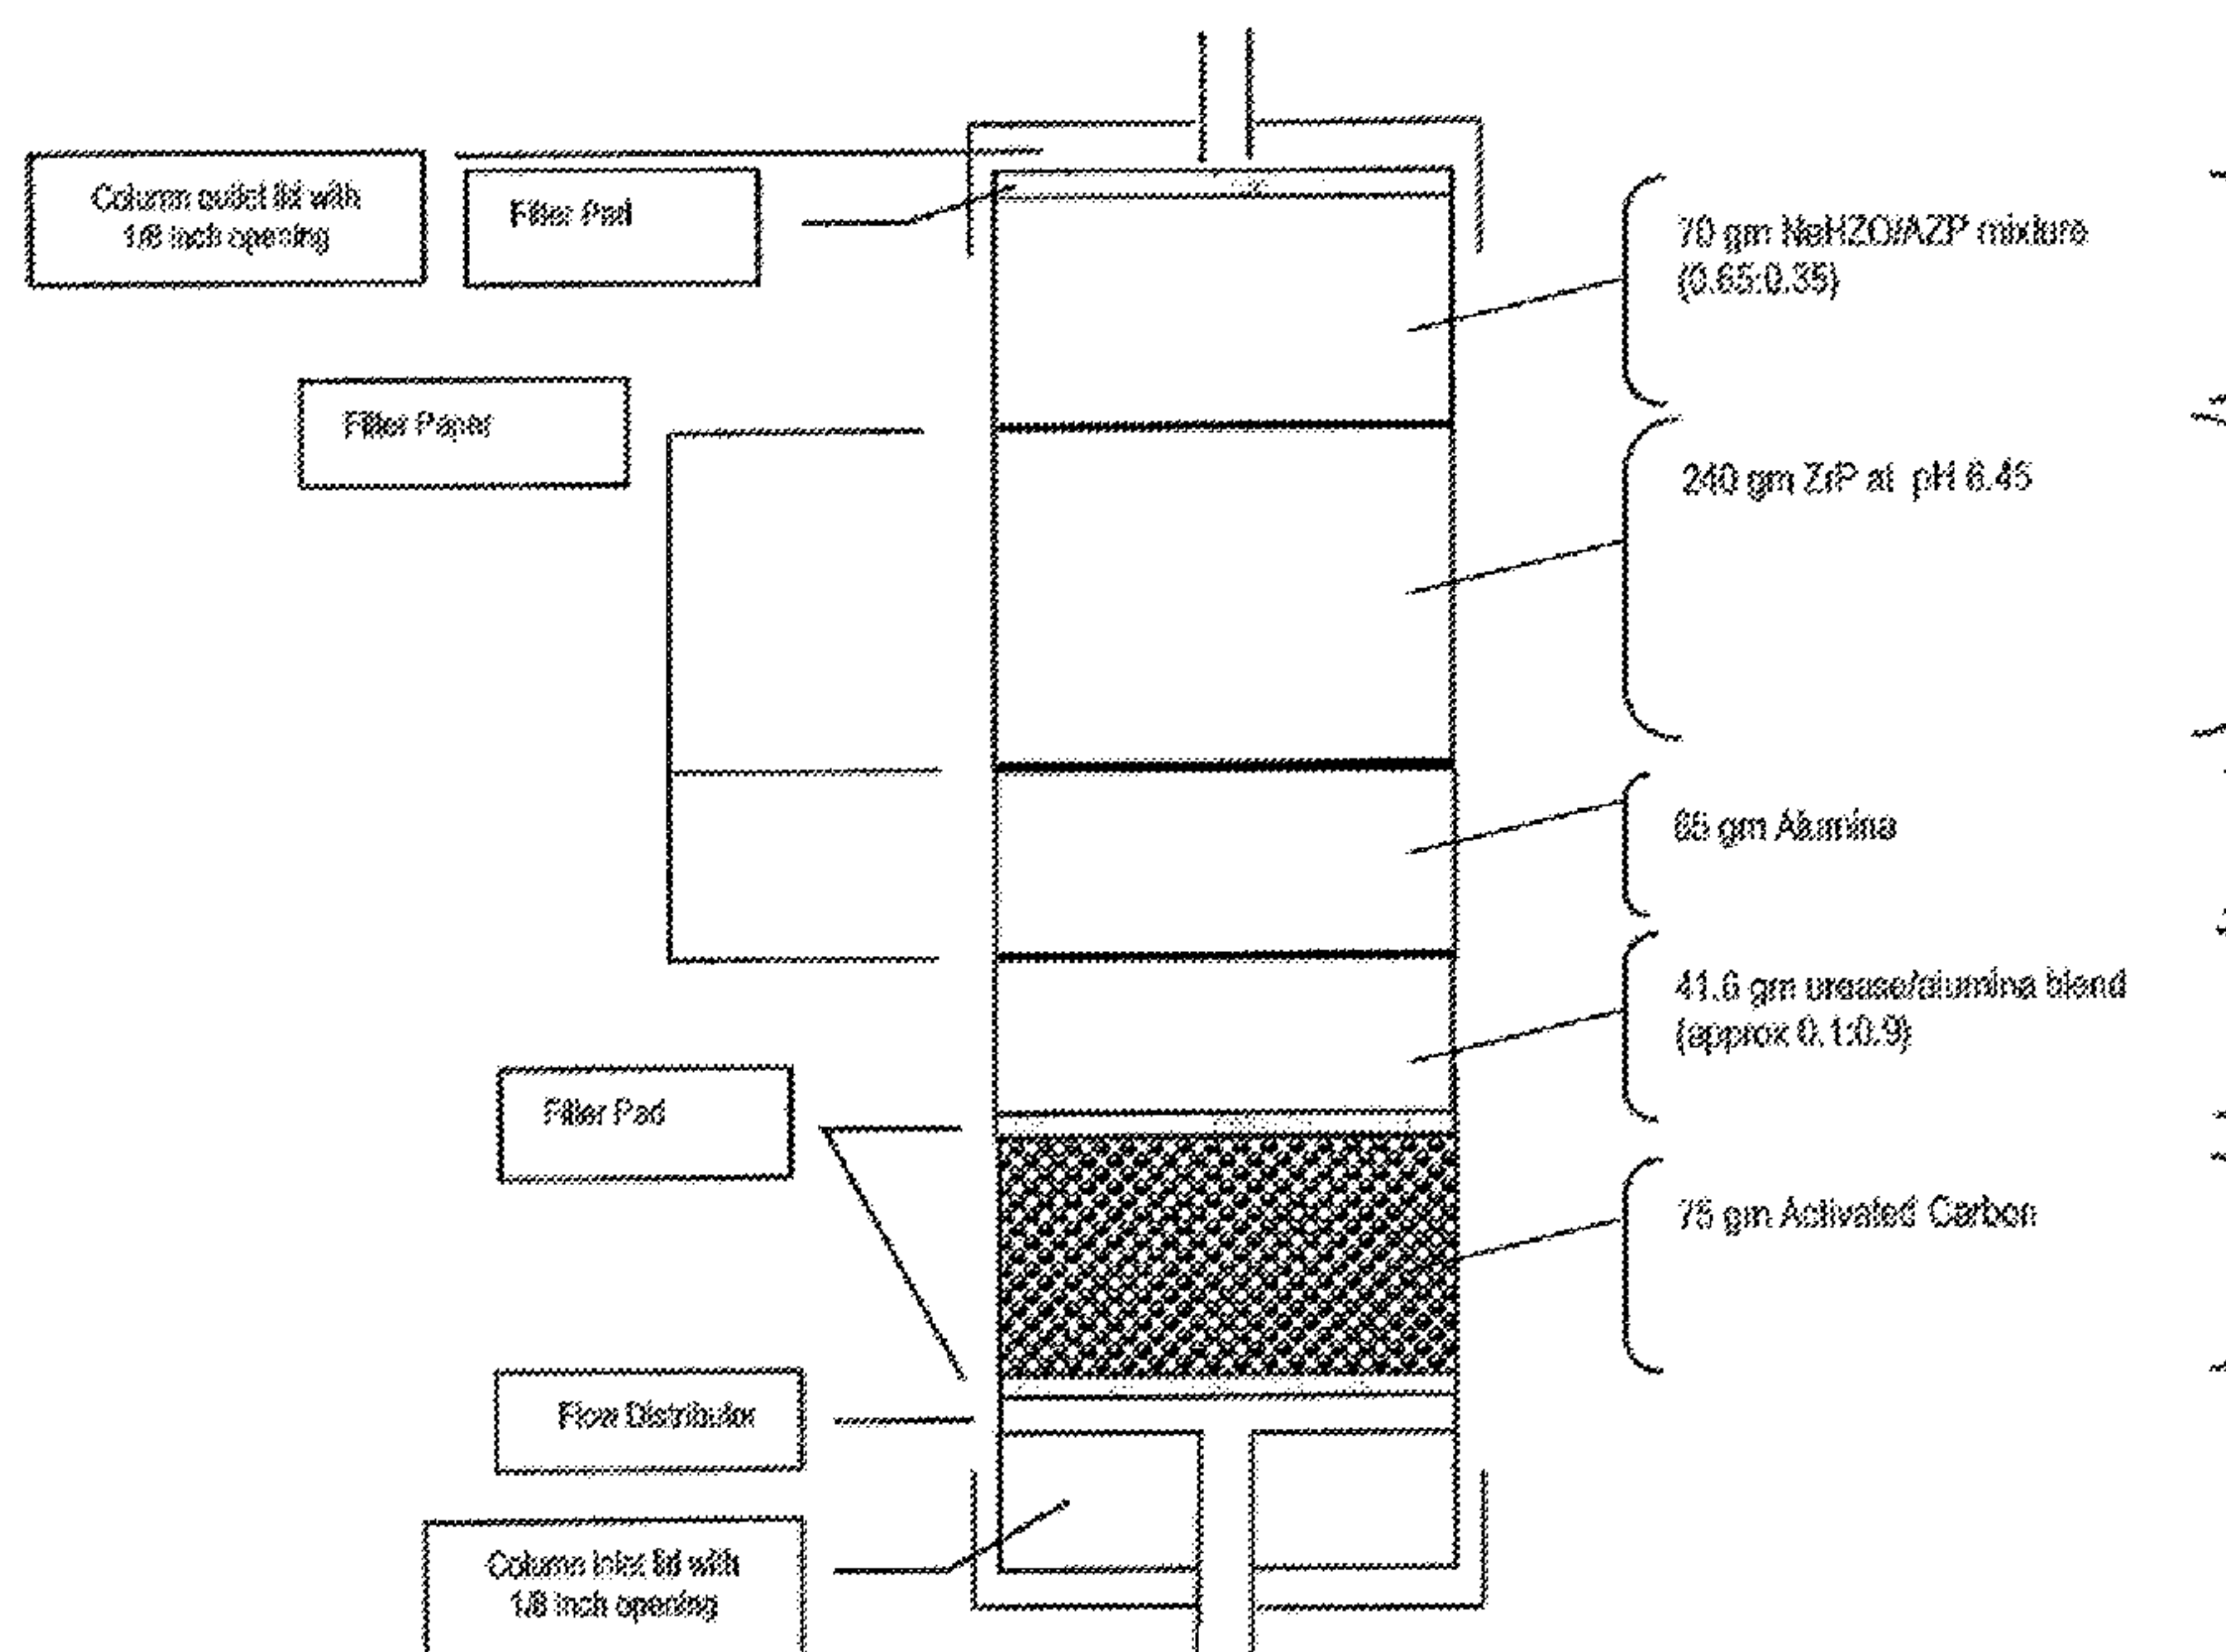 Column outlet lid with
1/8 inch opening
Filter Pad
70 gm NaHZO/AZP mixture
(0.65:0.35)
Filter Paper
240 gm ZrP at pH 6.45
gm Alumina
41.6 gm urease/alumina blend
(approx 0.1:0.9)
Filter Pad
75 gm Activated Carbon
Flow Distributor
Column inlet lid with
1/8 inch opening